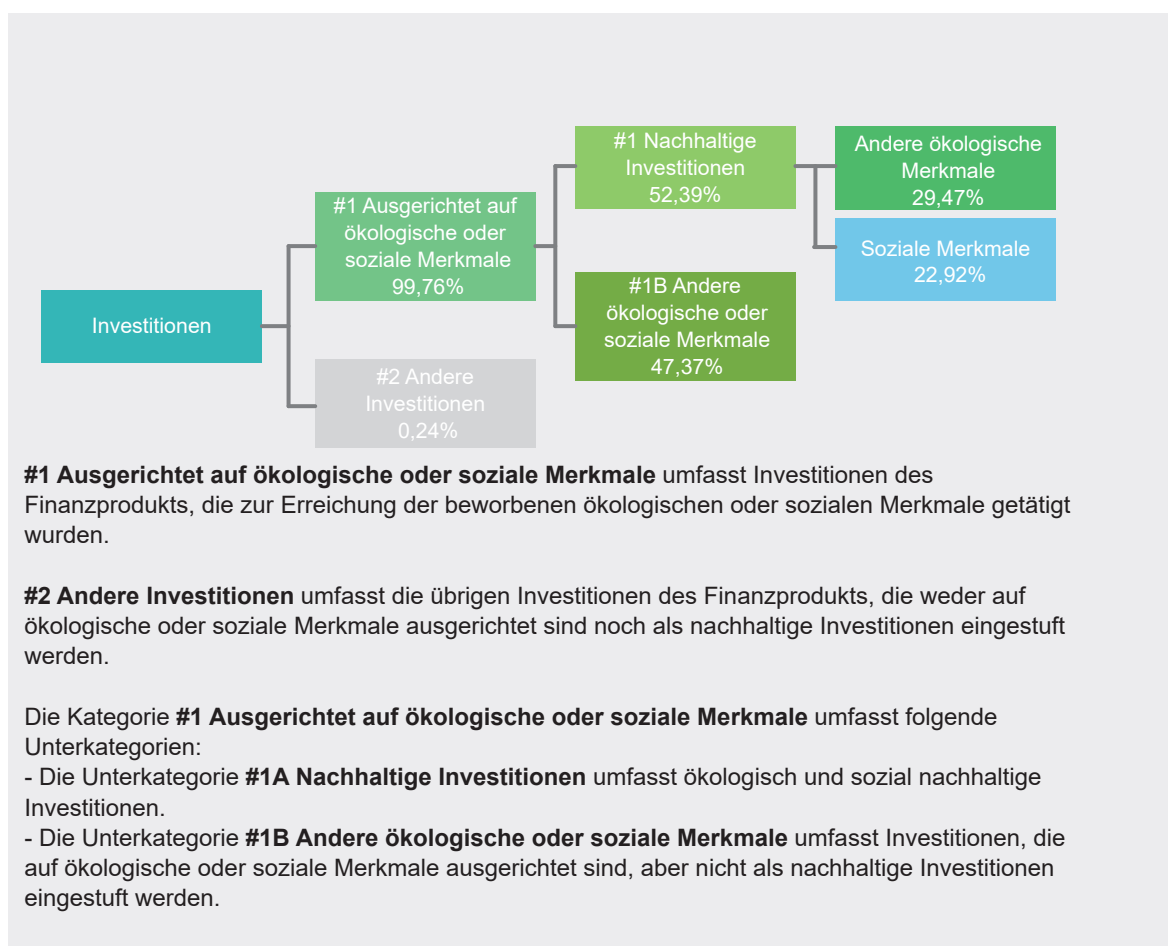 #1 Nachhaltige
Investitionen
52,39%
Andere ökologische
Merkmale
29,47%
#1 Ausgerichtet auf
ökologische oder
soziale Merkmale
99,76%
Soziale Merkmale
22,92%
#1B Andere
ökologische oder
soziale Merkmale
47,37%
Investitionen
#2 Andere
Investitionen
0,24%
#1 Ausgerichtet auf ökologische oder soziale Merkmale umfasst Investitionen des
Finanzprodukts, die zur Erreichung der beworbenen ökologischen oder sozialen Merkmale getätigt
wurden.
#2 Andere Investitionen umfasst die übrigen Investitionen des Finanzprodukts, die weder auf
ökologische oder soziale Merkmale ausgerichtet sind noch als nachhaltige Investitionen eingestuft
werden.
Die Kategorie #1 Ausgerichtet auf ökologische oder soziale Merkmale umfasst folgende
Unterkategorien:
- Die Unterkategorie #1A Nachhaltige Investitionen umfasst ökologisch und sozial nachhaltige
Investitionen.
- Die Unterkategorie #1B Andere ökologische oder soziale Merkmale umfasst Investitionen, die
auf ökologische oder soziale Merkmale ausgerichtet sind, aber nicht als nachhaltige Investitionen
eingestuft werden.